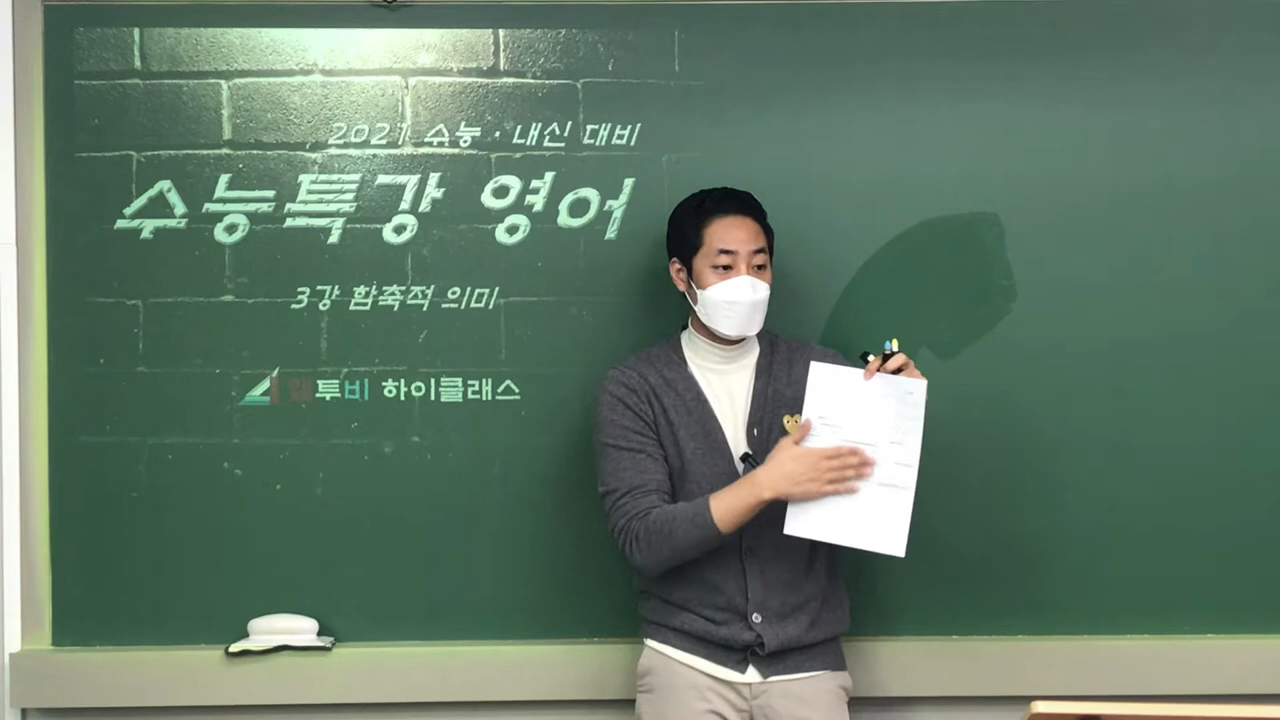 2021 수능·내신 대비
수능특강 영어
3강 함축적 의미
엠투비 하이클래스